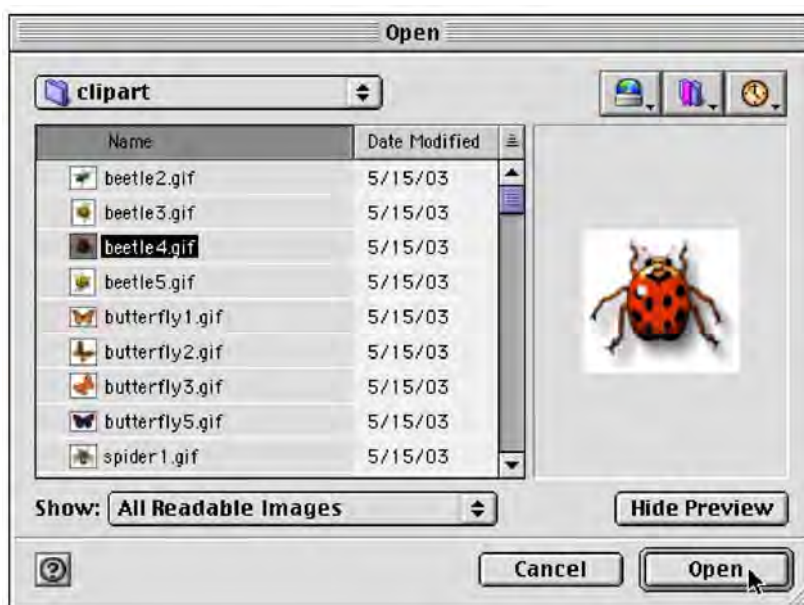 Open
clipart
Name Date Modified
beetle2.gif 5/15/03
beetle3.gif 5/15/03
beetle4.gif 5/15/03
beetle5.gif 5/15/03
butterfly1.gif 5/15/03
butterfly2.gif 5/15/03
butterfly3.gif 5/15/03
butterfly5.gif 5/15/03
spider1.gif 5/15/03
Show: All Readable Images
Hide Preview
?
Cancel Open